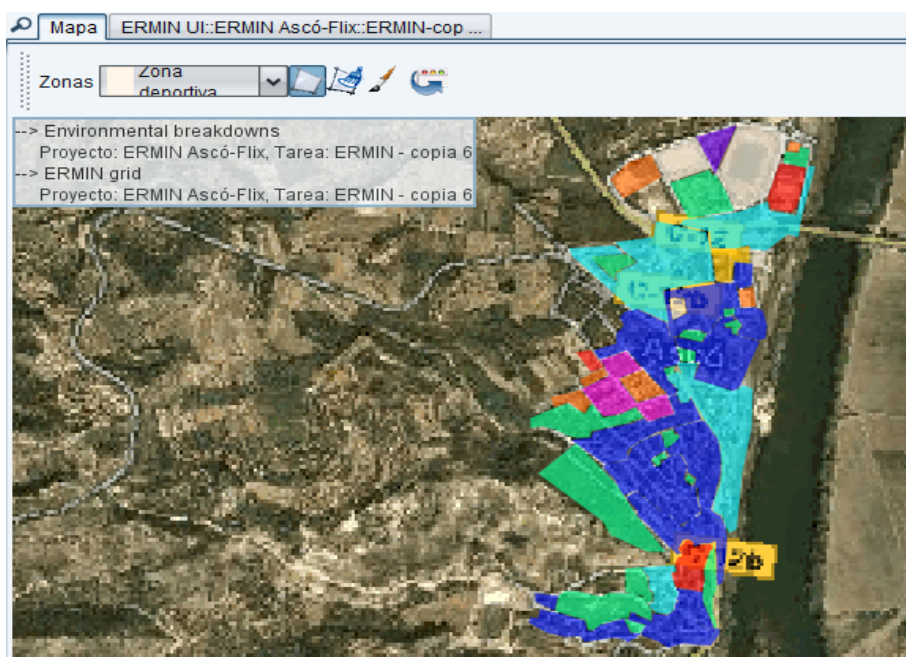 Mapa ERMIN UI::ERMIN Ascó-Flix::ERMIN-cop ...
Zonas Zona deportiva
--> Environmental breakdowns
Proyecto: ERMIN Ascó-Flix, Tarea: ERMIN - copia 6
--> ERMIN grid
Proyecto: ERMIN Ascó-Flix, Tarea: ERMIN - copia 6